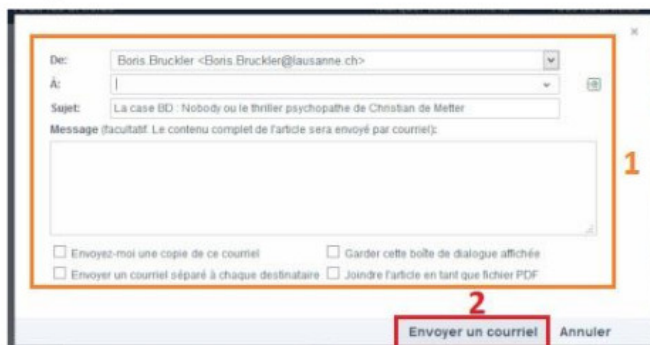 De: Boris.Bruckler <Boris.Bruckler@lausanne.ch>
À:
Sujet: La case BD : Nobody ou le thriller psychopathe de Christian de Metter
Message (facultatif. Le contenu complet de l'article sera envoyé par courriel):
1
Envoyez-moi une copie de ce courriel Garder cette boîte de dialogue affichée
Envoyer un courriel séparé à chaque destinataire Joindre l'article en tant que fichier PDF
2
Envoyer un courriel Annuler